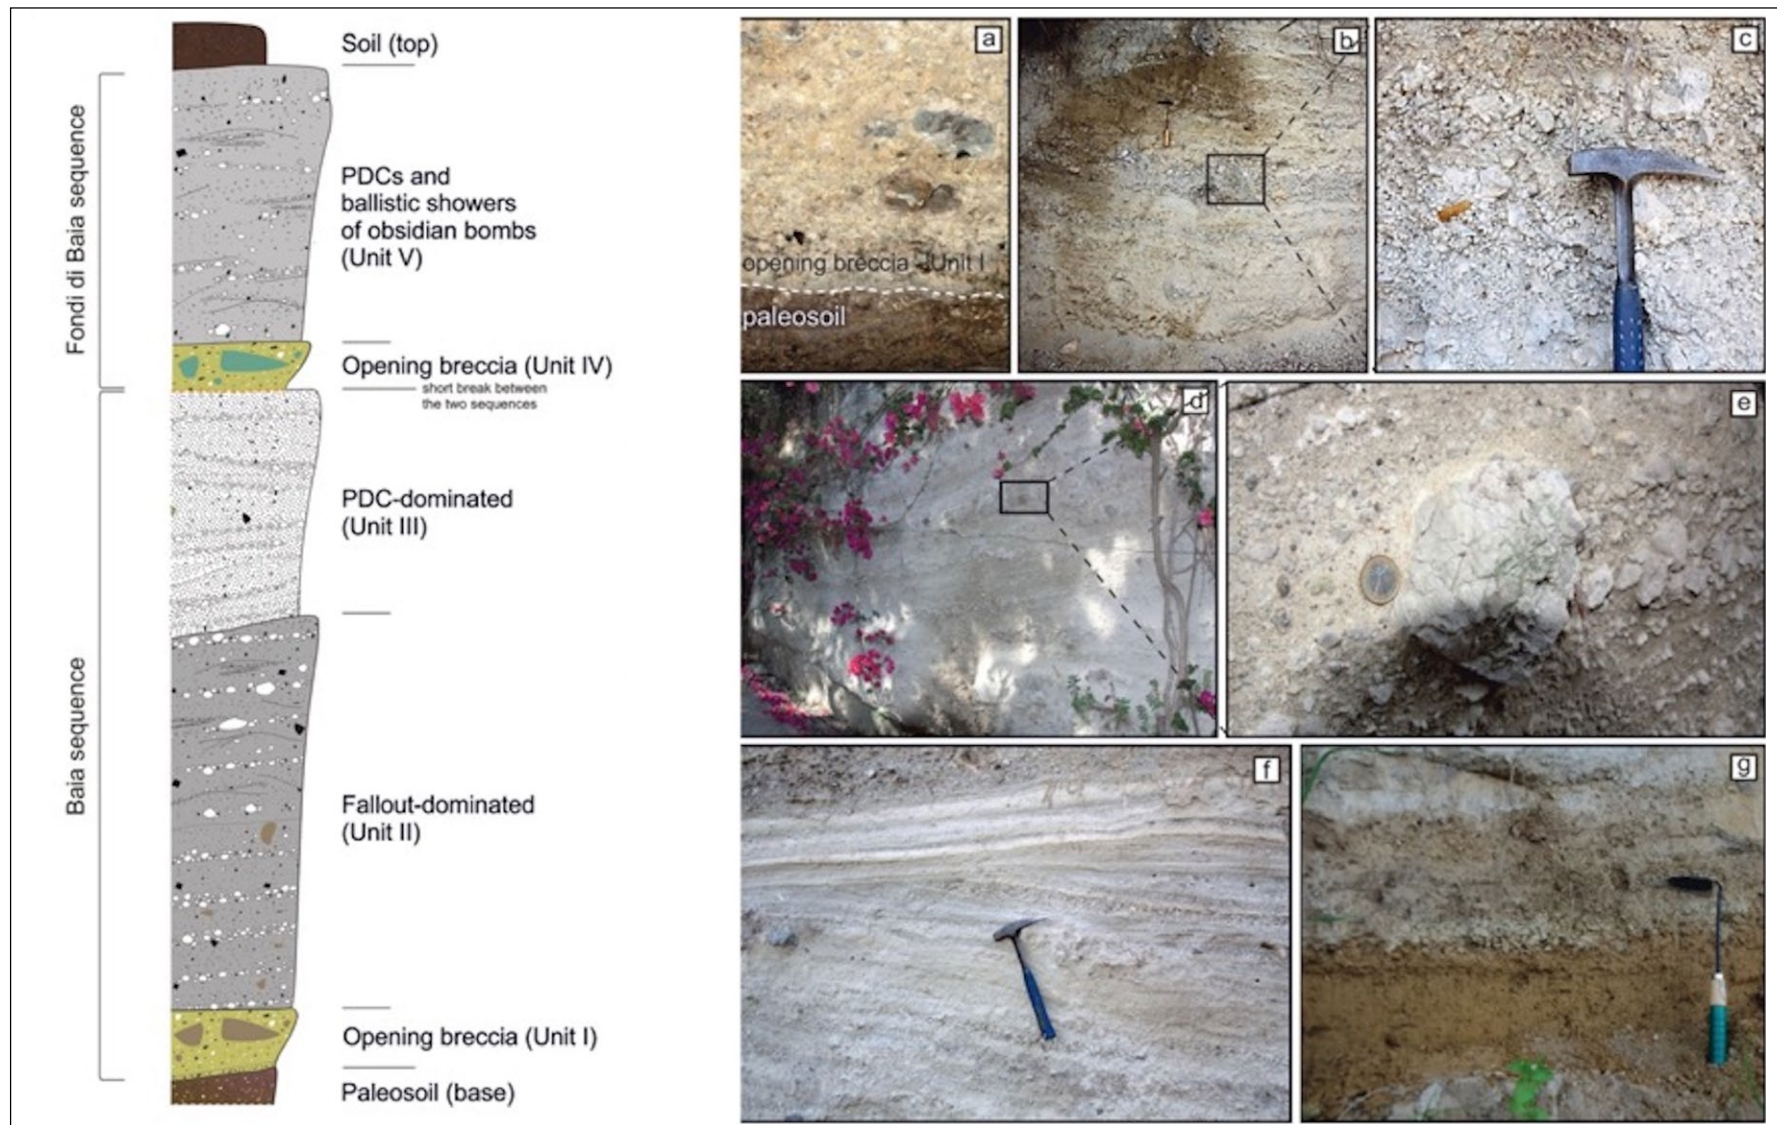 Soil (top)
Fondi di Baia sequence
PDCs and
ballistic showers
of obsidian bombs
(Unit V)
Opening breccia (Unit IV)
short break between
the two sequences
Baia sequence
PDC-dominated
(Unit III)
Fallout-dominated
(Unit II)
Opening breccia (Unit I)
Paleosoil (base)
a
opening breccia - Unit I
paleosoil
b
c
d
e
f
g